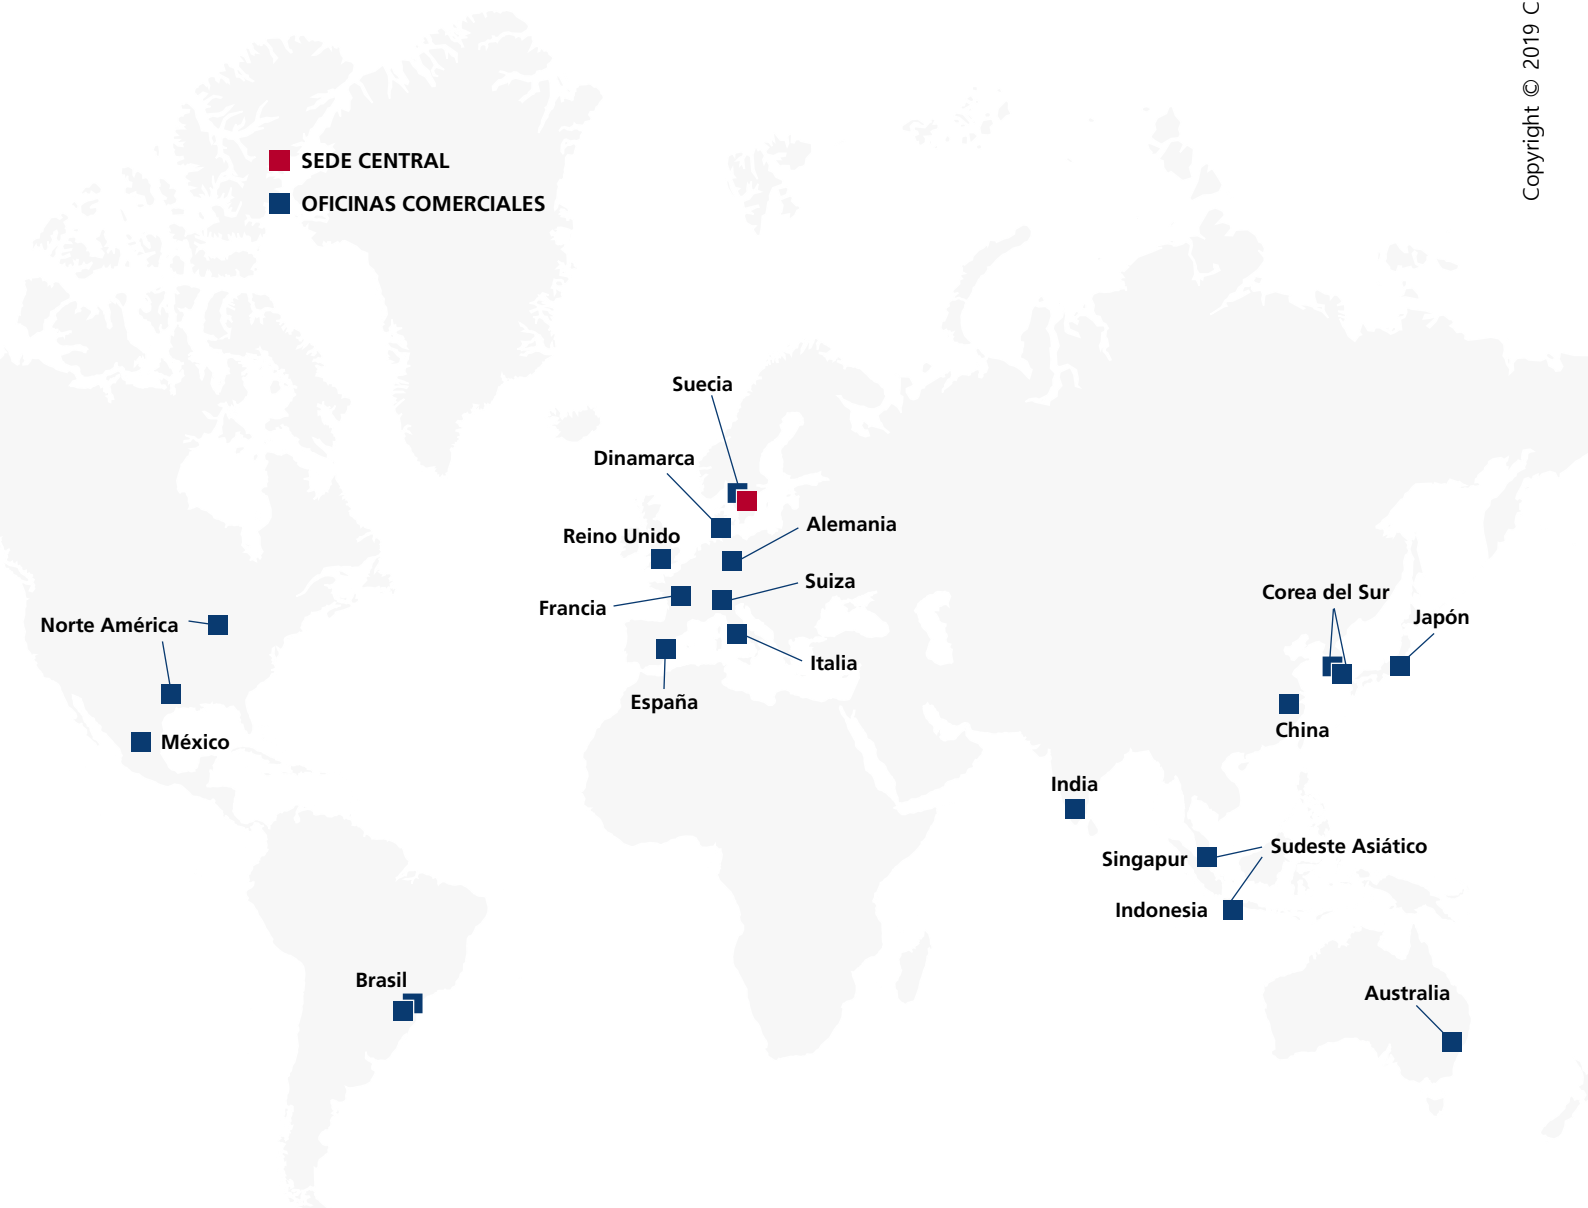 Copyright © 2019 C
SEDE CENTRAL
OFICINAS COMERCIALES
Suecia
Dinamarca
Alemania
Reino Unido
Suiza
Francia
Corea del Sur
Japón
Norte América
Italia
España
China
México
India
Sudeste Asiático
Singapur
Indonesia
Brasil
Australia